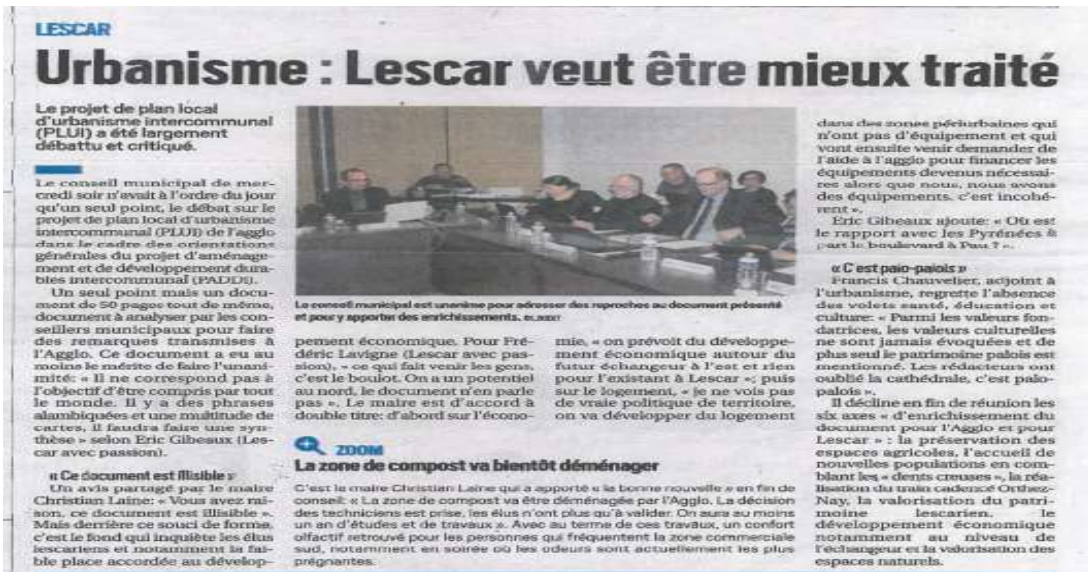 LESCAR
Urbanisme : Lescar veut être mieux traité
Le projet de plan local
d'urbanisme intercommunal
(PLUI) a été largement
débattu et critiqué.
Le conseil municipal de mer-
credi soir n'avait à l'ordre du jour
qu'un seul point, le débat sur le
projet de plan local d'urbanisme
intercommunal (PLUI) de l'agglo
dans le cadre des orientations
générales du projet d'aménage-
ment et de développement dura-
bles intercommunal (PADDI).
Un seul point mais un docu-
ment de 50 pages tout de même,
document à analyser par les con-
seillers municipaux pour faire
des remarques transmises à
l'Agglo. Ce document a eu au
moins le mérite de faire l'unani-
mité: « Il ne correspond pas à
l'objectif d'être compris par tout
le monde. Il y a des phrases
alambiquées et une multitude de
cartes, il faudra faire une syn-
thèse » selon Eric Gibeaux (Les-
car avec passion).
« Ce document est illisible »
Un avis partagé par le maire
Christian Laine: « Vous avez rai-
son, ce document est illisible ».
Mais derrière ce souci de forme,
c'est le fond qui inquiète les élus
lescariens et notamment la fai-
ble place accordée au dévelop-
Le conseil municipal est unanime pour adresser des reproches au document présenté
et pour y apporter des enrichissements.
pement économique. Pour Fré-
déric Lavigne (Lescar avec pas-
sion), « ce qui fait venir les gens,
c'est le boulot. On a un potentiel
au nord, le document n'en parle
pas ». Le maire est d'accord à
double titre: d'abord sur l'écono-
mie, « on prévoit du développe-
ment économique autour du
futur échangeur à l'est et rien
pour l'existant à Lescar »; puis
sur le logement, « je ne vois pas
de vraie politique de territoire,
on va développer du logement
dans des zones périurbaines qui
n'ont pas d'équipement et qui
vont ensuite venir demander de
l'aide à l'agglo pour financer les
équipements devenus nécessai-
res alors que nous, nous avons
des équipements, c'est incohé-
rent ».
Eric Gibeaux ajoute: « Où est
le rapport avec les Pyrénées à
part le boulevard à Pau ? ».
« C'est palo-palois »
Francis Chauvelier, adjoint à
l'urbanisme, regrette l'absence
des volets santé, éducation et
culture: « Parmi les valeurs fon-
datrices, les valeurs culturelles
ne sont jamais évoquées et de
plus seul le patrimoine palois est
mentionné. Les rédacteurs ont
oublié la cathédrale, c'est palo-
palois ».
Il décline en fin de réunion les
six axes « d'enrichissement du
document pour l'Agglo et pour
Lescar » : la préservation des
espaces agricoles, l'accueil de
nouvelles populations en com-
blant les « dents creuses », la réa-
lisation du train cadencé Orthez-
Nay, la valorisation du patri-
moine lescarien, le
développement économique
notamment au niveau de
l'échangeur et la valorisation des
espaces naturels.
ZOOM
La zone de compost va bientôt déménager
C'est le maire Christian Laine qui a apporté « la bonne nouvelle » en fin de
conseil: « La zone de compost va être déménagée par l'Agglo. La décision
des techniciens est prise, les élus n'ont plus qu'à valider. On aura au moins
un an d'études et de travaux ». Avec au terme de ces travaux, un confort
olfactif retrouvé pour les personnes qui fréquentent la zone commerciale
sud, notamment en soirée où les odeurs sont actuellement les plus
prégnantes.